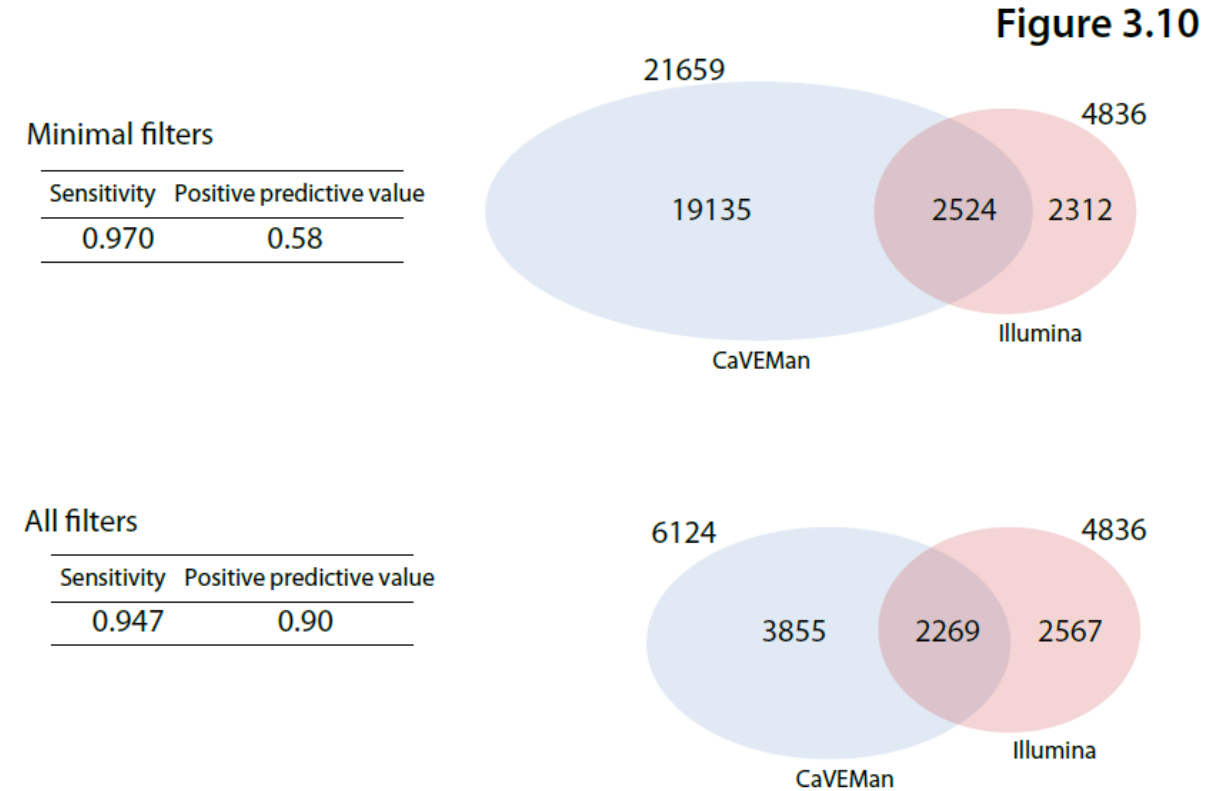 Figure 3.10
21659
4836
Minimal filters
Sensitivity Positive predictive value
0.970 0.58
19135 2524 2312
Illumina
CaVEMan
All filters
6124
4836
Sensitivity Positive predictive value
0.947 0.90
3855 2269 2567
Illumina
CaVEMan